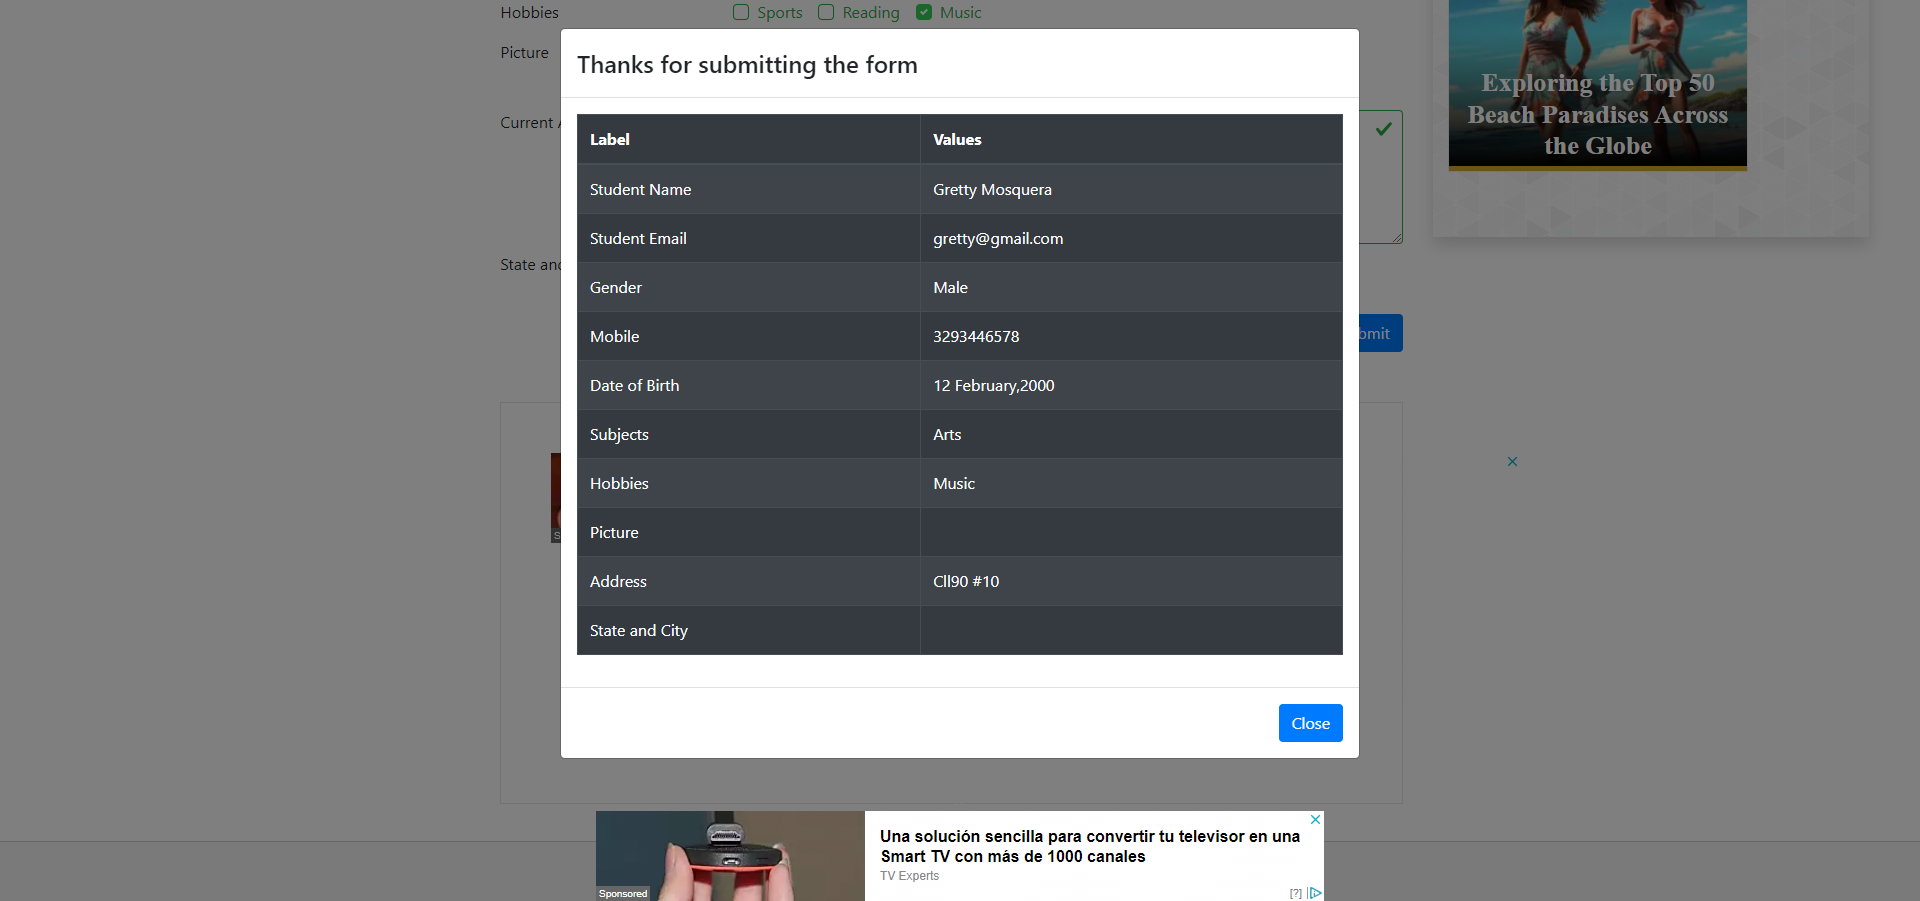 Hobbies Sports Reading Music
Picture
Thanks for submitting the form
Current A
Label Values
Student Name Gretty Mosquera
Student Email gretty@gmail.com
State and
Gender Male
Mobile 3293446578
bmit
Date of Birth 12 February,2000
Subjects Arts
Hobbies Music
Picture
Address Cll90 #10
State and City
Close
Exploring the Top 50
Beach Paradises Across
the Globe
S
Una solución sencilla para convertir tu televisor en una
Smart TV con más de 1000 canales
TV Experts
Sponsored
[?]